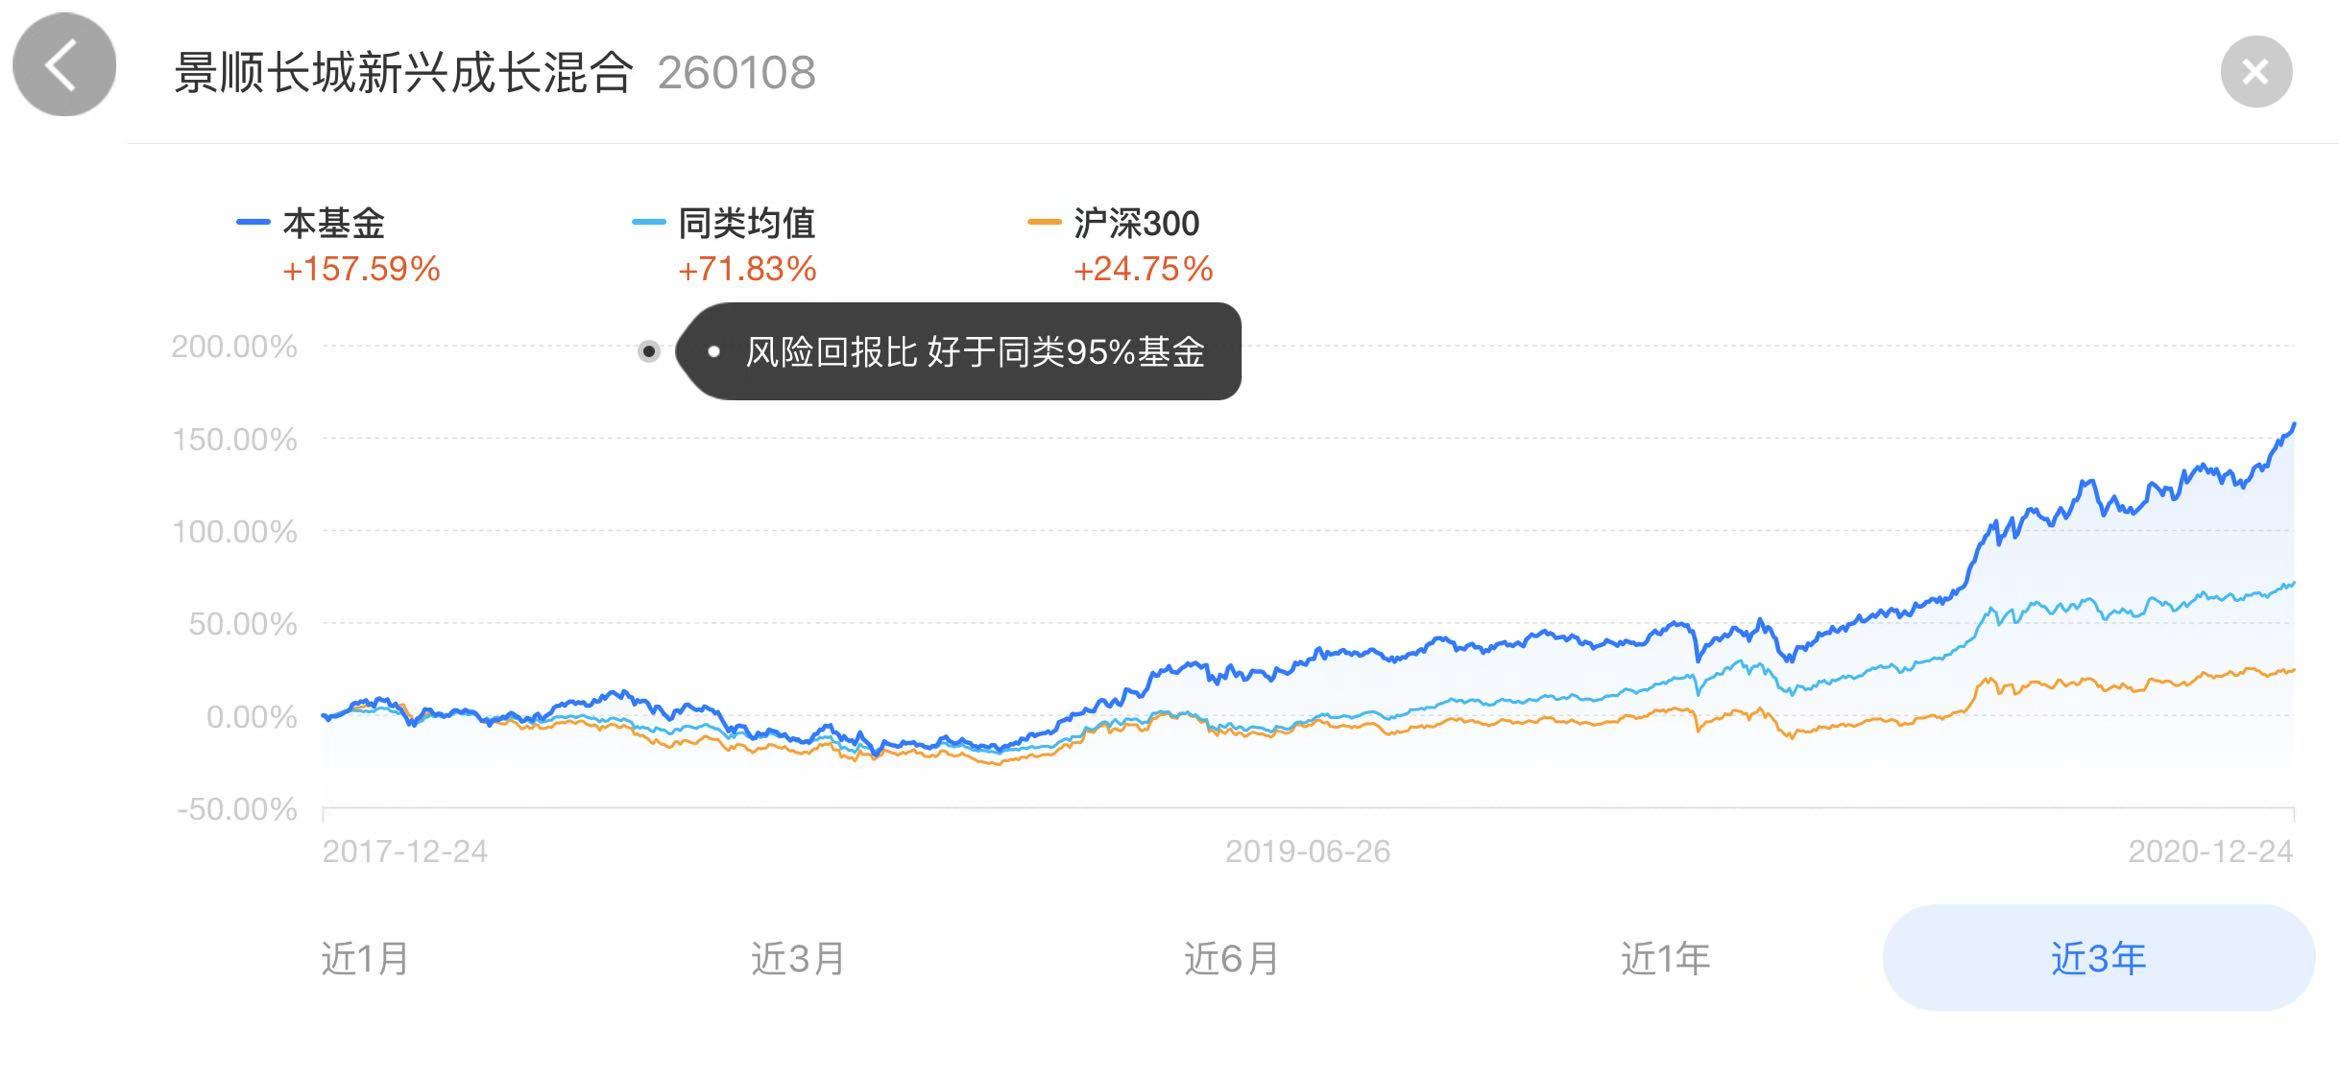 景顺长城新兴成长混合 260108
本基金 同类均值 沪深300
+157.59% +71.83% +24.75%
风险回报比 好于同类95%基金
200.00%
150.00%
100.00%
50.00%
0.00%
-50.00%
2017-12-24 2019-06-26 2020-12-24
近1月 近3月 近6月 近1年 近3年